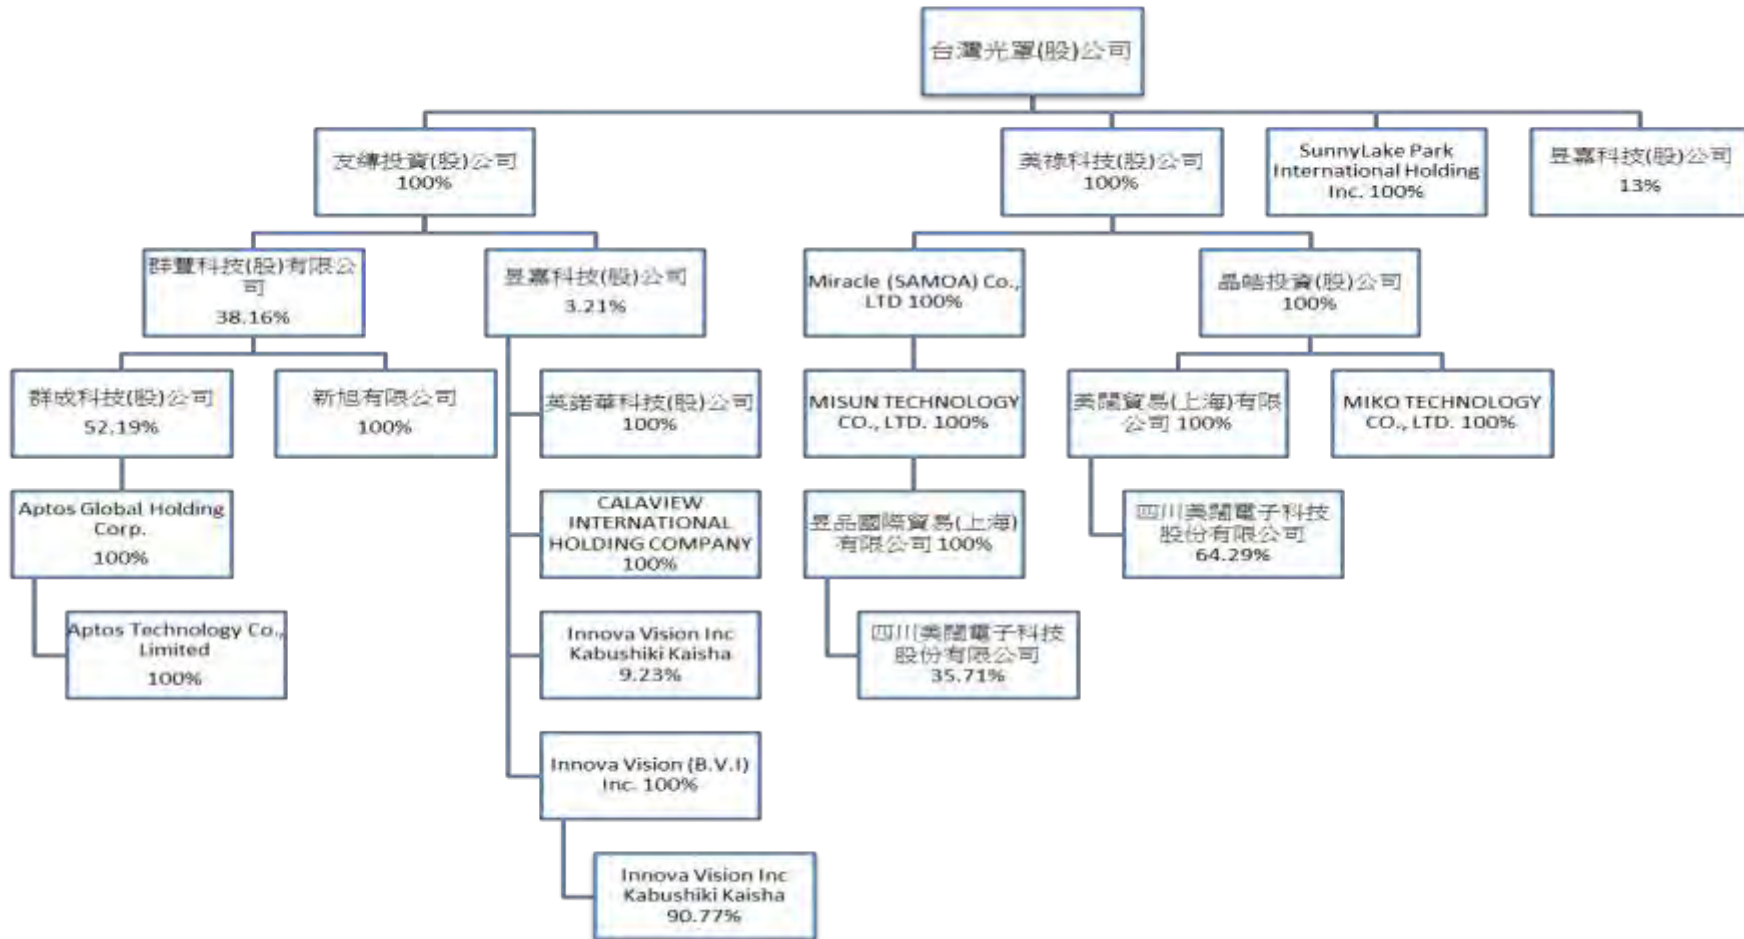 台灣光罩(股)公司
友縳投資(股)公司
100%
美祿科技(股)公司
100%
SunnyLake Park
International Holding
Inc. 100%
昱嘉科技(股)公司
13%
群豐科技(股)有限公
司
38.16%
昱嘉科技(股)公司
3.21%
Miracle (SAMOA) Co.,
LTD 100%
晶皓投資(股)公司
100%
群成科技(股)公司
52.19%
新旭有限公司
100%
英諾華科技(股)公司
100%
MISUN TECHNOLOGY
CO., LTD. 100%
美闊貿易(上海)有限
公司 100%
MIKO TECHNOLOGY
CO., LTD. 100%
Aptos Global Holding
Corp.
100%
CALAVIEW
INTERNATIONAL
HOLDING COMPANY
100%
昱品國際貿易(上海)
有限公司 100%
四川美闊電子科技
股份有限公司
64.29%
Aptos Technology Co.,
Limited
100%
Innova Vision Inc
Kabushiki Kaisha
9.23%
四川美闊電子科技
股份有限公司
35.71%
Innova Vision (B.V.I)
Inc. 100%
Innova Vision Inc
Kabushiki Kaisha
90.77%